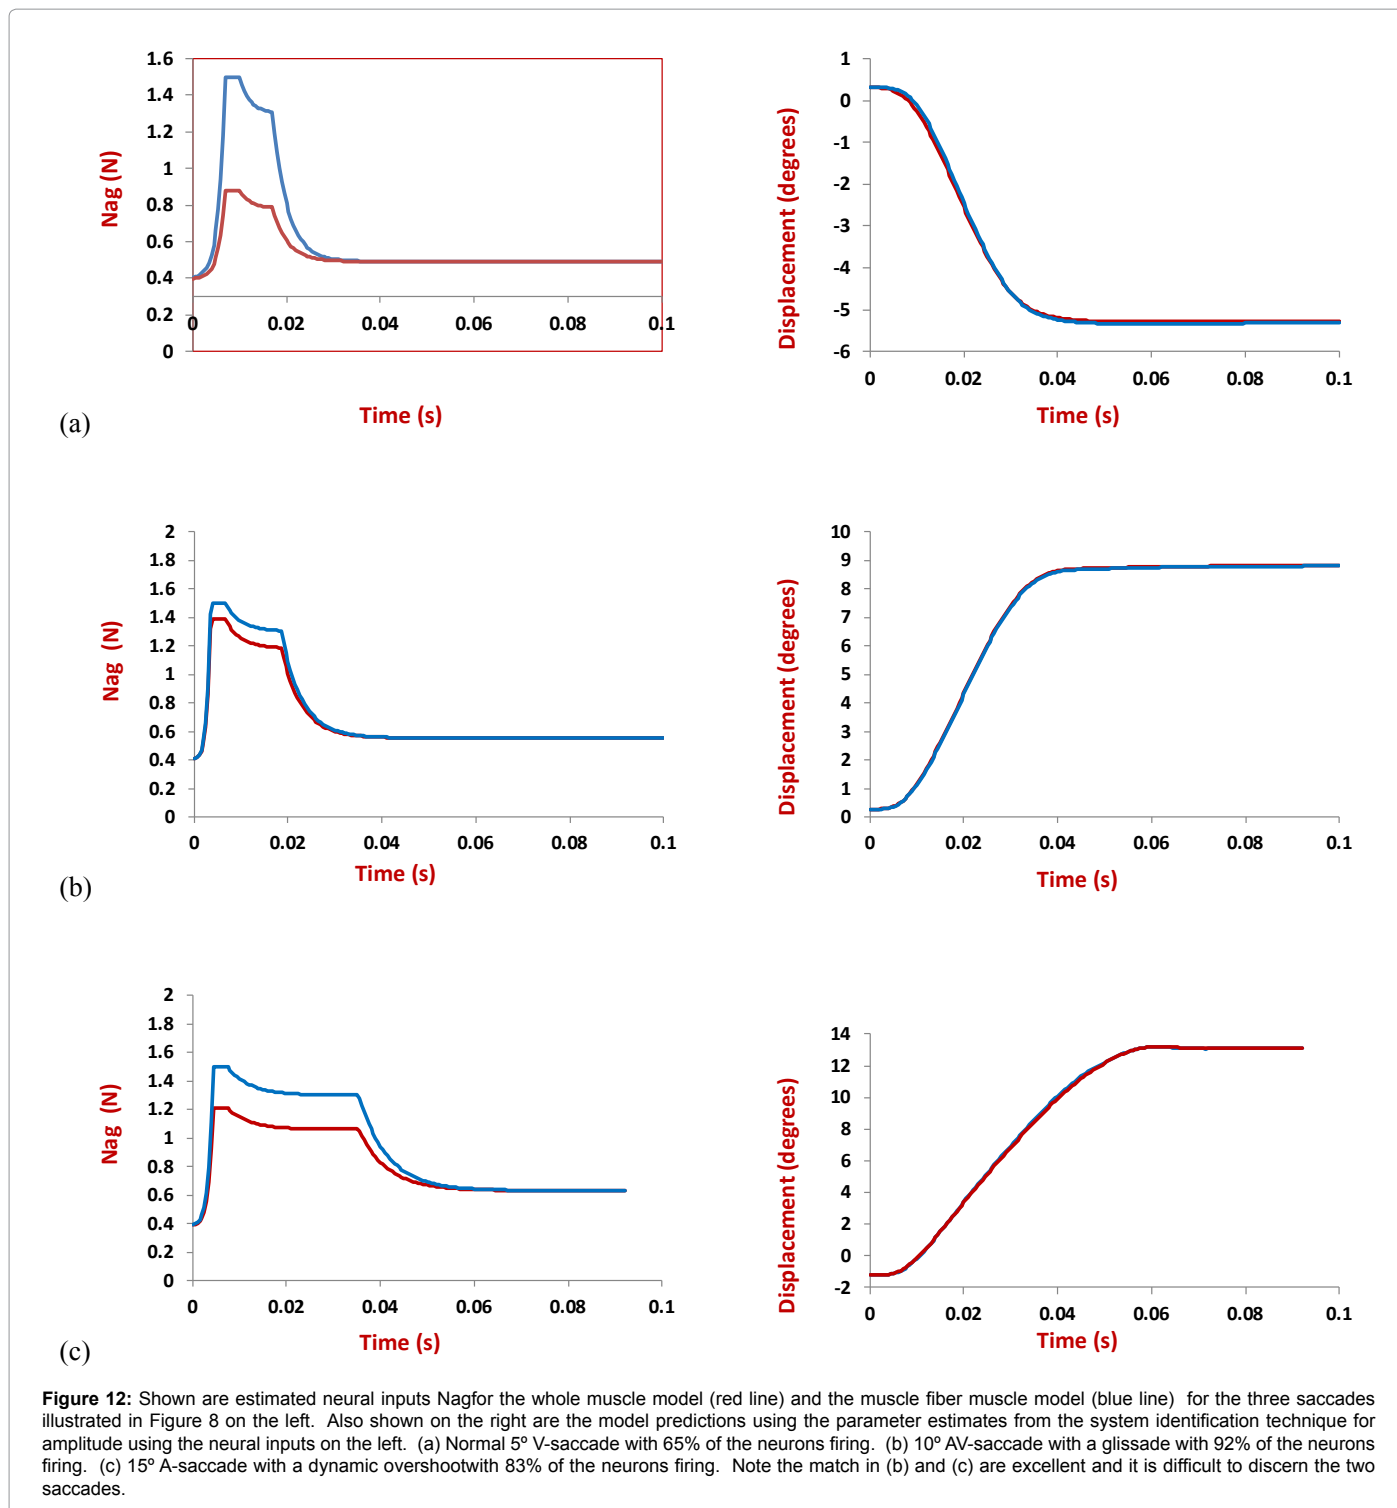 1.6
1.4
1.2
1
0.8
0.6
0.4
0.2
0
Nag (N)
0 0.02 0.04 0.06 0.08 0.1
Time (s)
1
0
-1
-2
-3
-4
-5
-6
Displacement (degrees)
0 0.02 0.04 0.06 0.08 0.1
Time (s)
(a)
2
1.8
1.6
1.4
1.2
1
0.8
0.6
0.4
0.2
0
Nag (N)
0 0.02 0.04 0.06 0.08 0.1
Time (s)
10
9
8
7
6
5
4
3
2
1
0
Displacement (degrees)
0 0.02 0.04 0.06 0.08 0.1
Time (s)
(b)
2
1.8
1.6
1.4
1.2
1
0.8
0.6
0.4
0.2
0
Nag (N)
0 0.02 0.04 0.06 0.08 0.1
Time (s)
14
12
10
8
6
4
2
0
-2
Displacement (degrees)
0 0.02 0.04 0.06 0.08 0.1
Time (s)
(c)
Figure 12: Shown are estimated neural inputs Nagfor the whole muscle model (red line) and the muscle fiber muscle model (blue line) for the three saccades
illustrated in Figure 8 on the left. Also shown on the right are the model predictions using the parameter estimates from the system identification technique for
amplitude using the neural inputs on the left. (a) Normal 5º V-saccade with 65% of the neurons firing. (b) 10º AV-saccade with a glissade with 92% of the neurons
firing. (c) 15º A-saccade with a dynamic overshootwith 83% of the neurons firing. Note the match in (b) and (c) are excellent and it is difficult to discern the two
saccades.